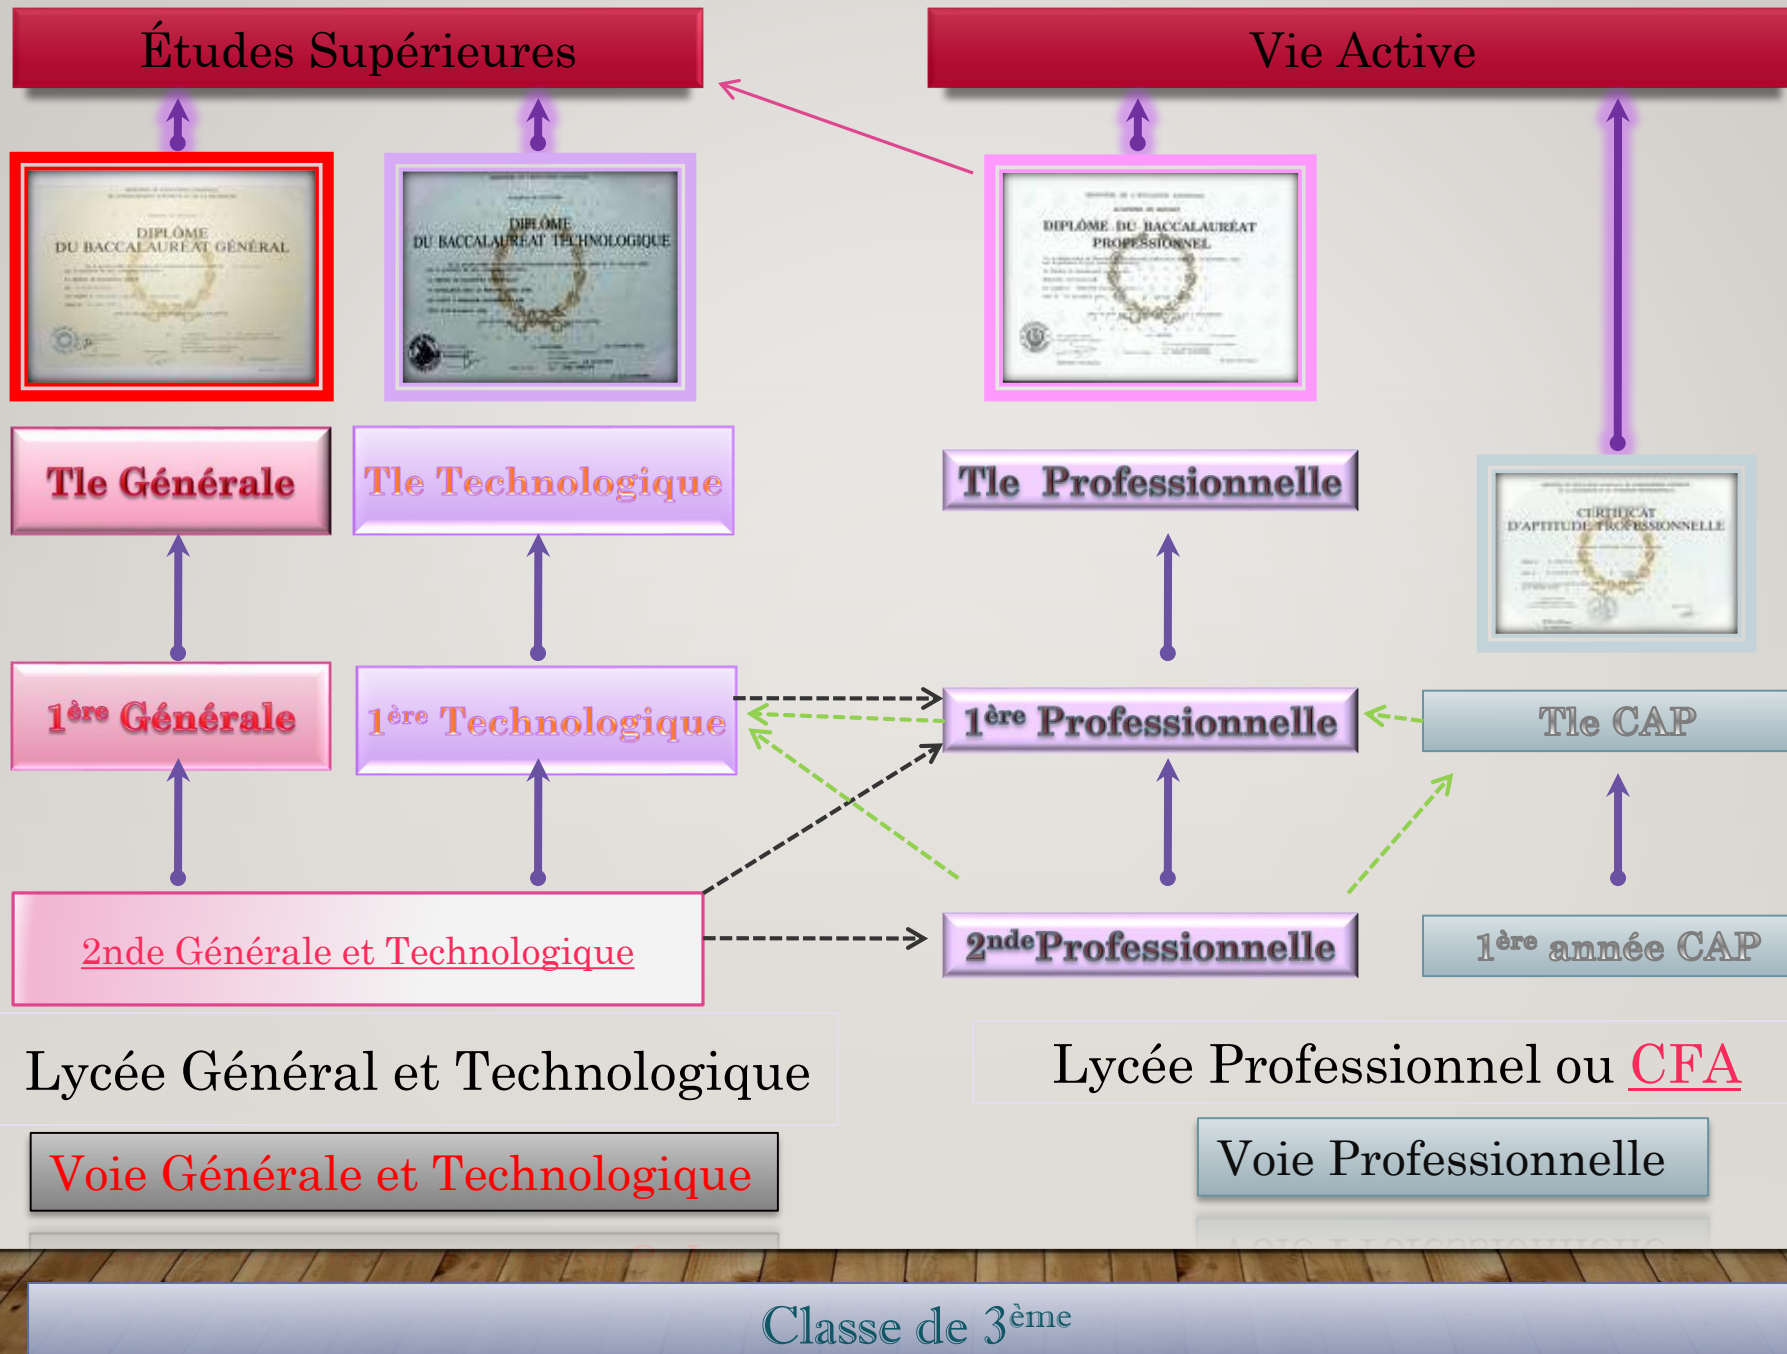 Études Supérieures
Vie Active
DIPLÔME
DU BACCALAURÉAT GÉNÉRAL
DIPLÔME
DU BACCALAURÉAT TECHNOLOGIQUE
DIPLÔME DU BACCALAURÉAT
PROFESSIONNEL
CERTIFICAT
D'APTITUDE PROFESSIONNELLE
Tle Générale
Tle Technologique
Tle Professionnelle
1ère Générale
1ère Technologique
1ère Professionnelle
Tle CAP
2nde Générale et Technologique
2ndeProfessionnelle
1ère année CAP
Lycée Général et Technologique
Lycée Professionnel ou CFA
Voie Générale et Technologique
Voie Professionnelle
Classe de 3ème